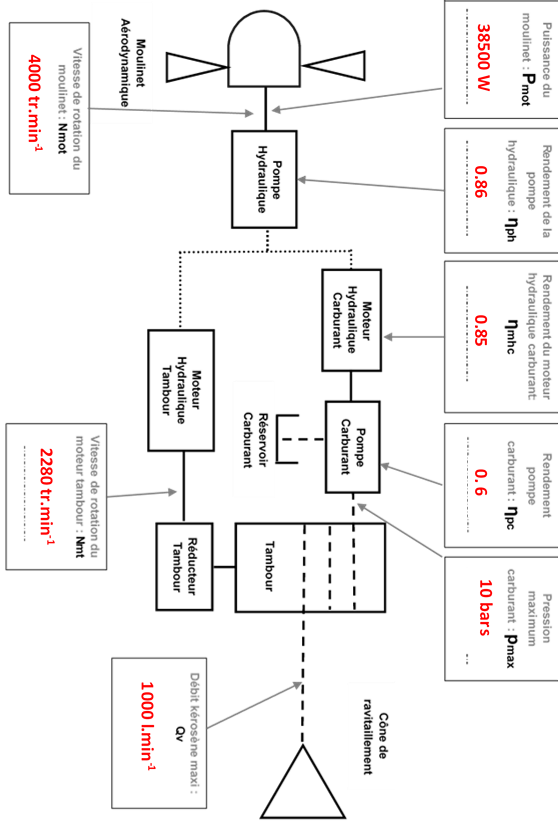 Puissance du
moulinet : Pmot
38500 W
Rendement de la
pompe
hydraulique : ηph
0.86
Rendement du moteur
hydraulique carburant:
ηmhc
0.85
Rendement
pompe
carburant : ηpc
0.6
Pression
maximum
carburant : pmax
10 bars
Moulinet
Aérodynamique
Pompe
Hydraulique
Moteur
Hydraulique
Carburant
Pompe
Carburant
Réservoir
Carburant
Moteur
Hydraulique
Tambour
Réducteur
Tambour
Tambour
Cône de
ravitaillement
Vitesse de rotation du
moulinet : Nmot
4000 tr.min⁻¹
Vitesse de rotation du
moteur tambour : Nmt
2280 tr.min⁻¹
Débit kérosène maxi :
Qv
1000 l.min⁻¹